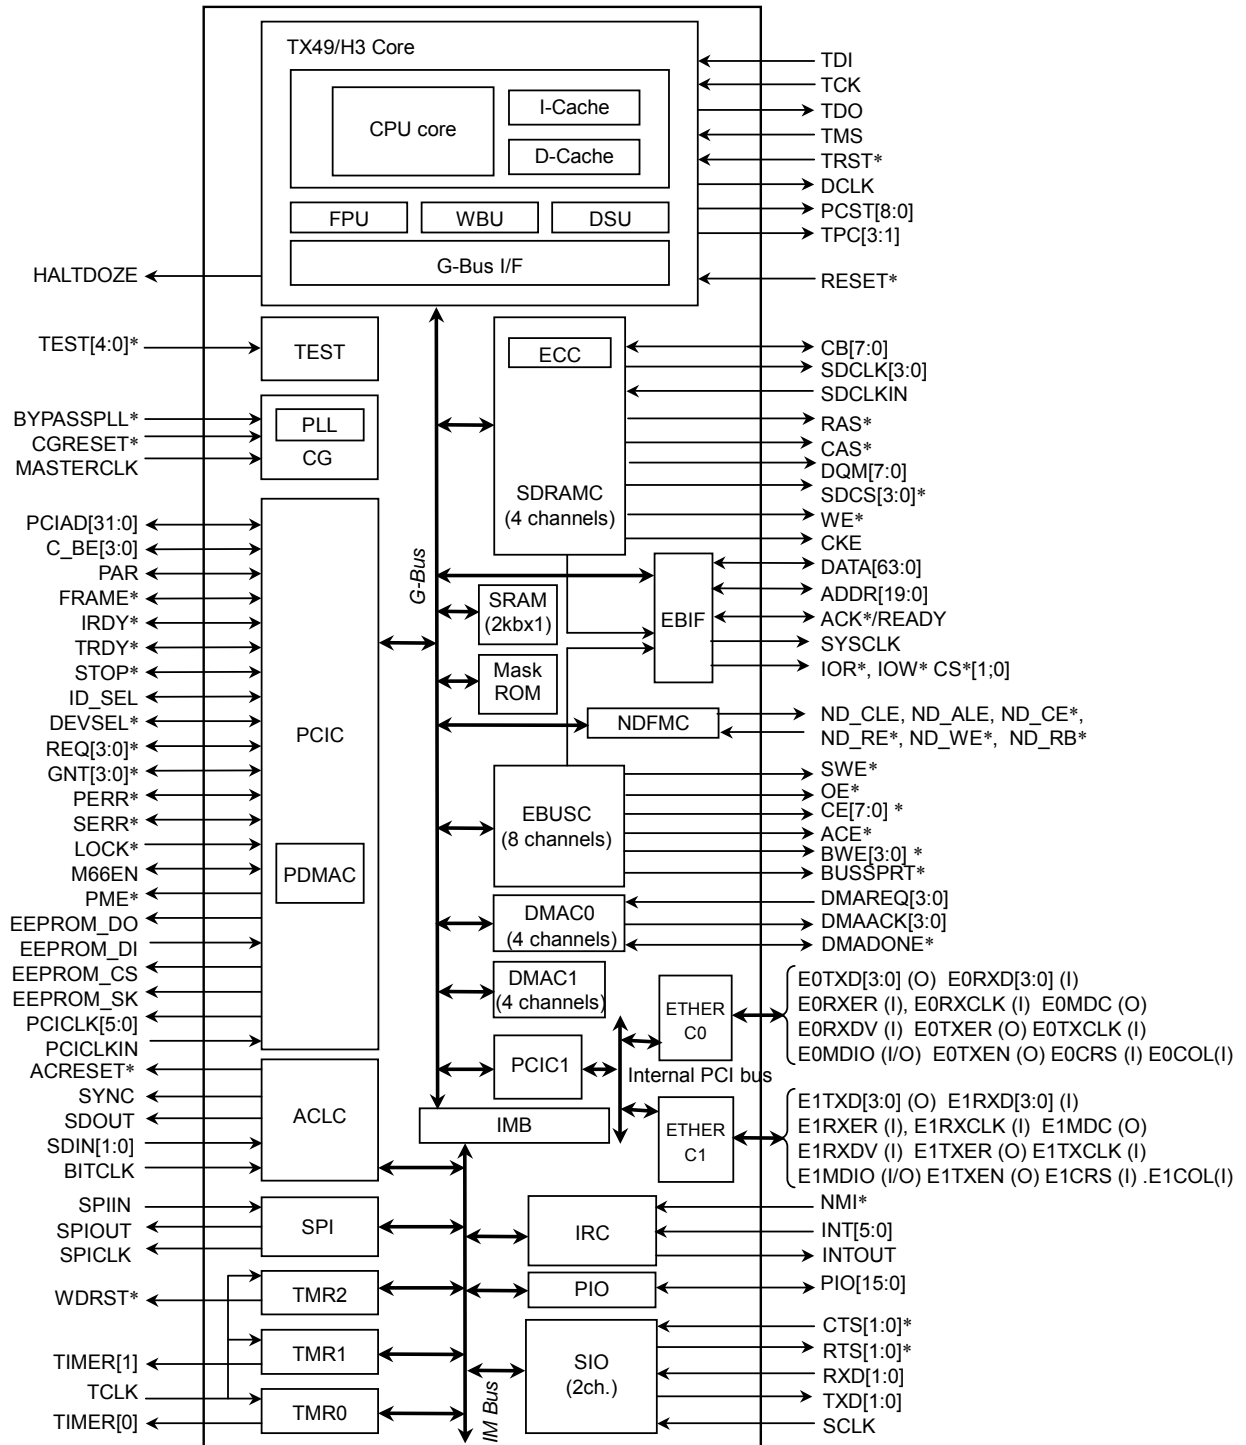 TX49/H3 Core
CPU core
I-Cache
D-Cache
FPU
WBU
DSU
G-Bus I/F
TDI
TCK
TDO
TMS
TRST*
DCLK
PCST[8:0]
TPC[3:1]
RESET*
HALTDOZE
TEST[4:0]*
TEST
BYPASSPLL*
CGRESET*
MASTERCLK
PLL
CG
PCIAD[31:0]
C_BE[3:0]
PAR
FRAME*
IRDY*
TRDY*
STOP*
ID_SEL
DEVSEL*
REQ[3:0]*
GNT[3:0]*
PERR*
SERR*
LOCK*
M66EN
PME*
EEPROM_DO
EEPROM_DI
EEPROM_CS
EEPROM_SK
PCICLK[5:0]
PCICLKIN
PCIC
PDMAC
ACRESET*
SYNC
SDOUT
SDIN[1:0]
BITCLK
ACLC
SPIIN
SPIOUT
SPICLK
SPI
WDRST*
TIMER[1]
TCLK
TIMER[0]
TMR2
TMR1
TMR0
G-Bus
ECC
SDRAMC
(4 channels)
CB[7:0]
SDCLK[3:0]
SDCLKIN
RAS*
CAS*
DQM[7:0]
SDCS[3:0]*
WE*
CKE
SRAM
(2kbx1)
Mask
ROM
EBIF
DATA[63:0]
ADDR[19:0]
ACK*/READY
SYSCLK
IOR*, IOW* CS*[1;0]
NDFMC
ND_CLE, ND_ALE, ND_CE*,
ND_RE*, ND_WE*, ND_RB*
EBUSC
(8 channels)
SWE*
OE*
CE[7:0] *
ACE*
BWE[3:0] *
BUSSPRT*
DMAC0
(4 channels)
DMAREQ[3:0]
DMAACK[3:0]
DMADONE*
DMAC1
(4 channels)
PCIC1
Internal PCI bus
IMB
ETHER
C0
E0TXD[3:0] (O) E0RXD[3:0] (I)
E0RXER (I), E0RXCLK (I) E0MDC (O)
E0RXDV (I) E0TXER (O) E0TXCLK (I)
E0MDIO (I/O) E0TXEN (O) E0CRS (I) E0COL(I)
ETHER
C1
E1TXD[3:0] (O) E1RXD[3:0] (I)
E1RXER (I), E1RXCLK (I) E1MDC (O)
E1RXDV (I) E1TXER (O) E1TXCLK (I)
E1MDIO (I/O) E1TXEN (O) E1CRS (I) .E1COL(I)
IRC
NMI*
INT[5:0]
INTOUT
PIO
PIO[15:0]
SIO
(2ch.)
CTS[1:0]*
RTS[1:0]*
RXD[1:0]
TXD[1:0]
SCLK
IM Bus